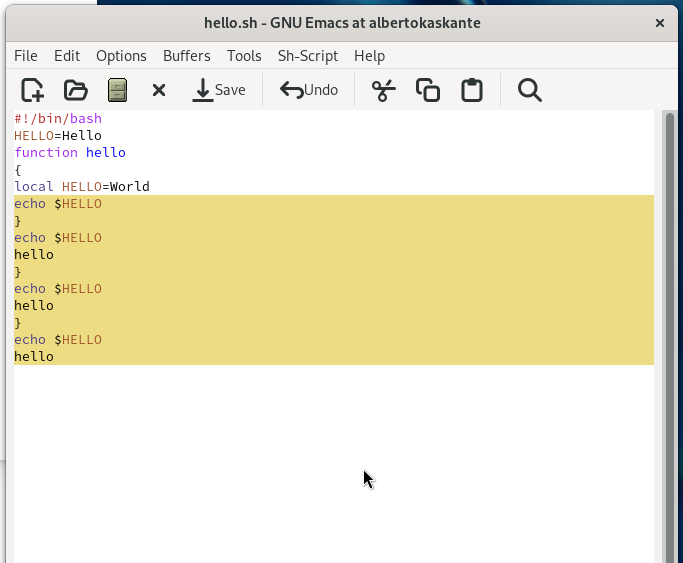 hello.sh - GNU Emacs at albertokaskante
File Edit Options Buffers Tools Sh-Script Help
Save Undo
#!/bin/bash
HELLO=Hello
function hello
{
local HELLO=World
echo $HELLO
}
echo $HELLO
hello
}
echo $HELLO
hello
}
echo $HELLO
hello